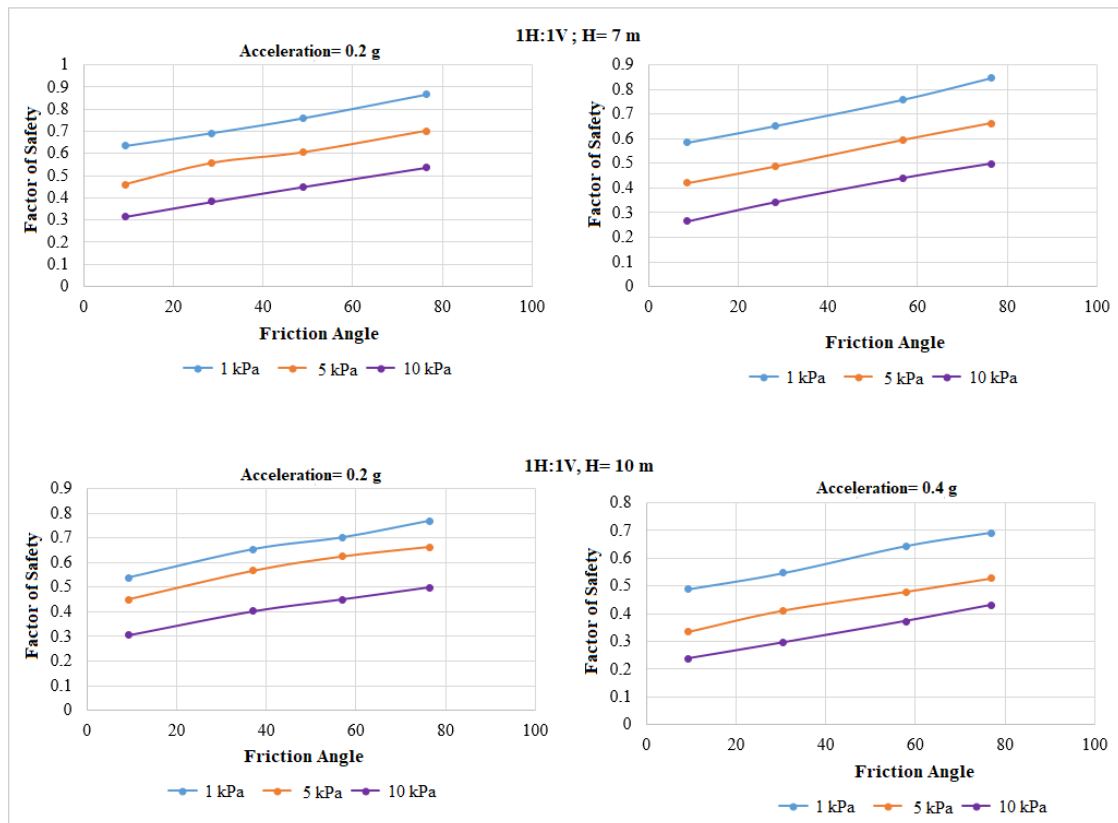 1H:1V ; H= 7 m
Acceleration= 0.2 g
Factor of Safety
1
0.9
0.8
0.7
0.6
0.5
0.4
0.3
0.2
0.1
0
0 20 40 60 80 100
Friction Angle
1 kPa 5 kPa 10 kPa
Factor of Safety
0.9
0.8
0.7
0.6
0.5
0.4
0.3
0.2
0.1
0
0 20 40 60 80 100
Friction Angle
1 kPa 5 kPa 10 kPa
1H:1V, H= 10 m
Acceleration= 0.2 g
Factor of Safety
0.9
0.8
0.7
0.6
0.5
0.4
0.3
0.2
0.1
0
0 20 40 60 80 100
Friction Angle
1 kPa 5 kPa 10 kPa
Acceleration= 0.4 g
Factor of Safety
0.8
0.7
0.6
0.5
0.4
0.3
0.2
0.1
0
0 20 40 60 80 100
Friction Angle
1 kPa 5 kPa 10 kPa